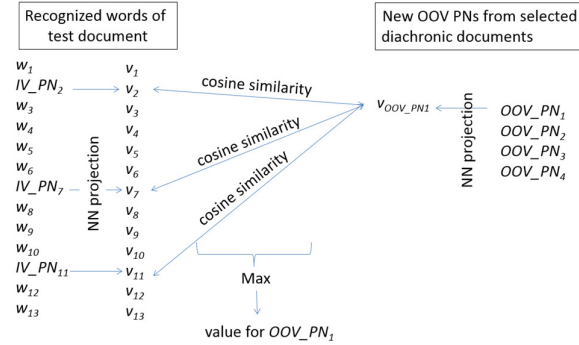 Recognized words of
test document
New OOV PNs from selected
diachronic documents
w1
IV_PN2
w3
w4
w5
w6
IV_PN7
w8
w9
w10
IV_PN11
w12
w13
NN projection
v1
v2
v3
v4
v5
v6
v7
v8
v9
v10
v11
v12
v13
cosine similarity
cosine similarity
cosine similarity
vOOV_PN1
NN projection
OOV_PN1
OOV_PN2
OOV_PN3
OOV_PN4
Max
value for OOV_PN1